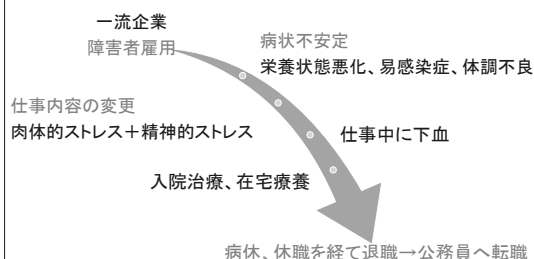 一流企業
障害者雇用
病状不安定
栄養状態悪化、易感染症、体調不良
仕事内容の変更
肉体的ストレス＋精神的ストレス
仕事中に下血
入院治療、在宅療養
病休、休職を経て退職→公務員へ転職